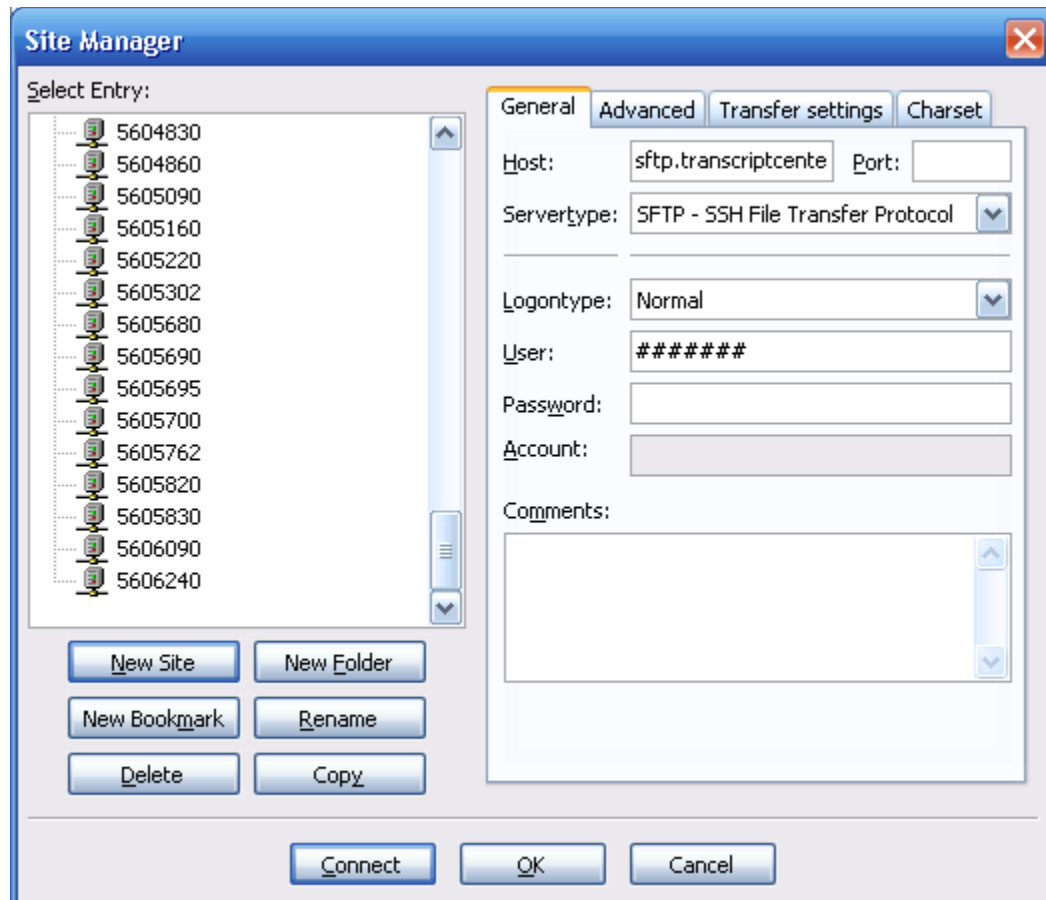 Site Manager
Select Entry:
5604830
5604860
5605090
5605160
5605220
5605302
5605680
5605690
5605695
5605700
5605762
5605820
5605830
5606090
5606240
New Site
New Folder
New Bookmark
Rename
Delete
Copy
General Advanced Transfer settings Charset
Host: sftp.transcriptcente Port:
Servertype: SFTP - SSH File Transfer Protocol
Logontype: Normal
User: #######
Password:
Account:
Comments:
Connect OK Cancel